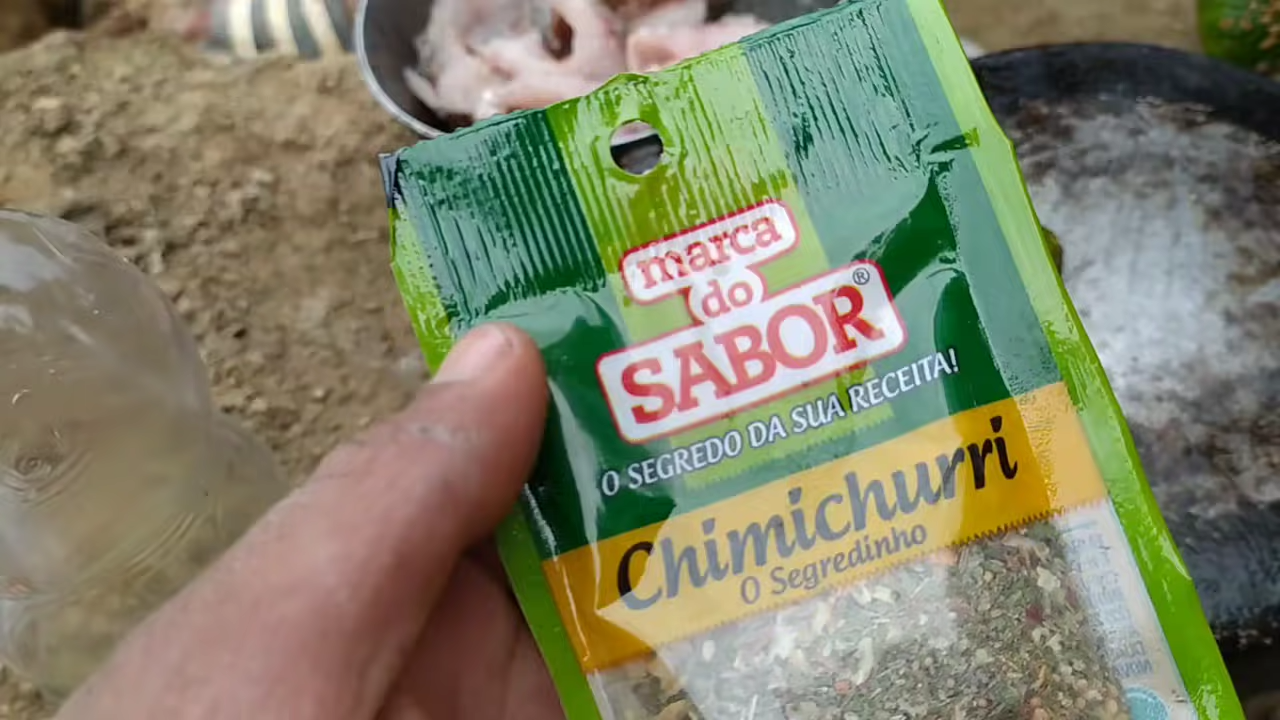 marca
do
SABOR®
O SEGREDO DA SUA RECEITA!
Chimichurri
O Segredinho